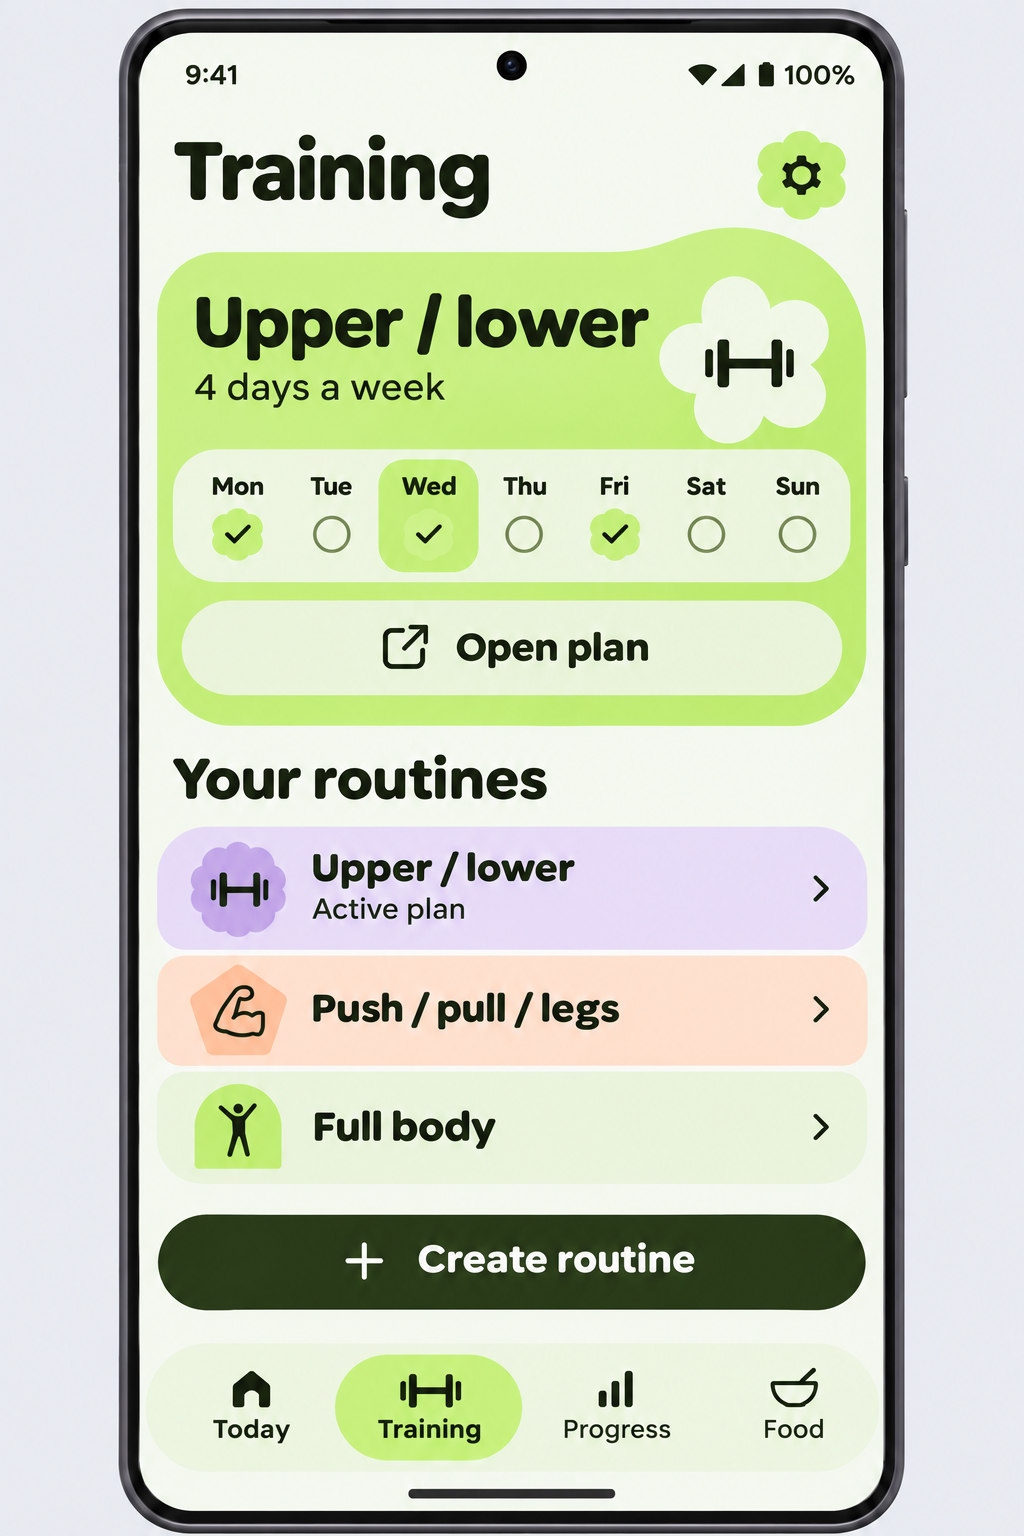 9:41 100%
Training
Upper / lower
4 days a week
Mon Tue Wed Thu Fri Sat Sun
Open plan
Your routines
Upper / lower
Active plan
Push / pull / legs
Full body
Create routine
Today Training Progress Food